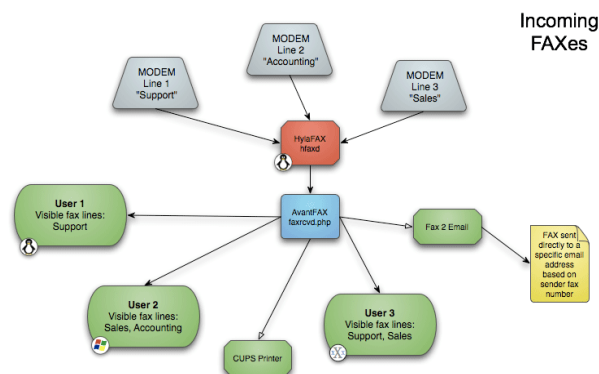 Incoming
FAXes
MODEM
Line 1
"Support"
MODEM
Line 2
"Accounting"
MODEM
Line 3
"Sales"
HylaFAX
hfaxd
AvantFAX
faxrcvd.php
User 1
Visible fax lines:
Support
Fax 2 Email
FAX sent
directly to a
specific email
address
based on
sender fax
number
User 2
Visible fax lines:
Sales, Accounting
User 3
Visible fax lines:
Support, Sales
CUPS Printer